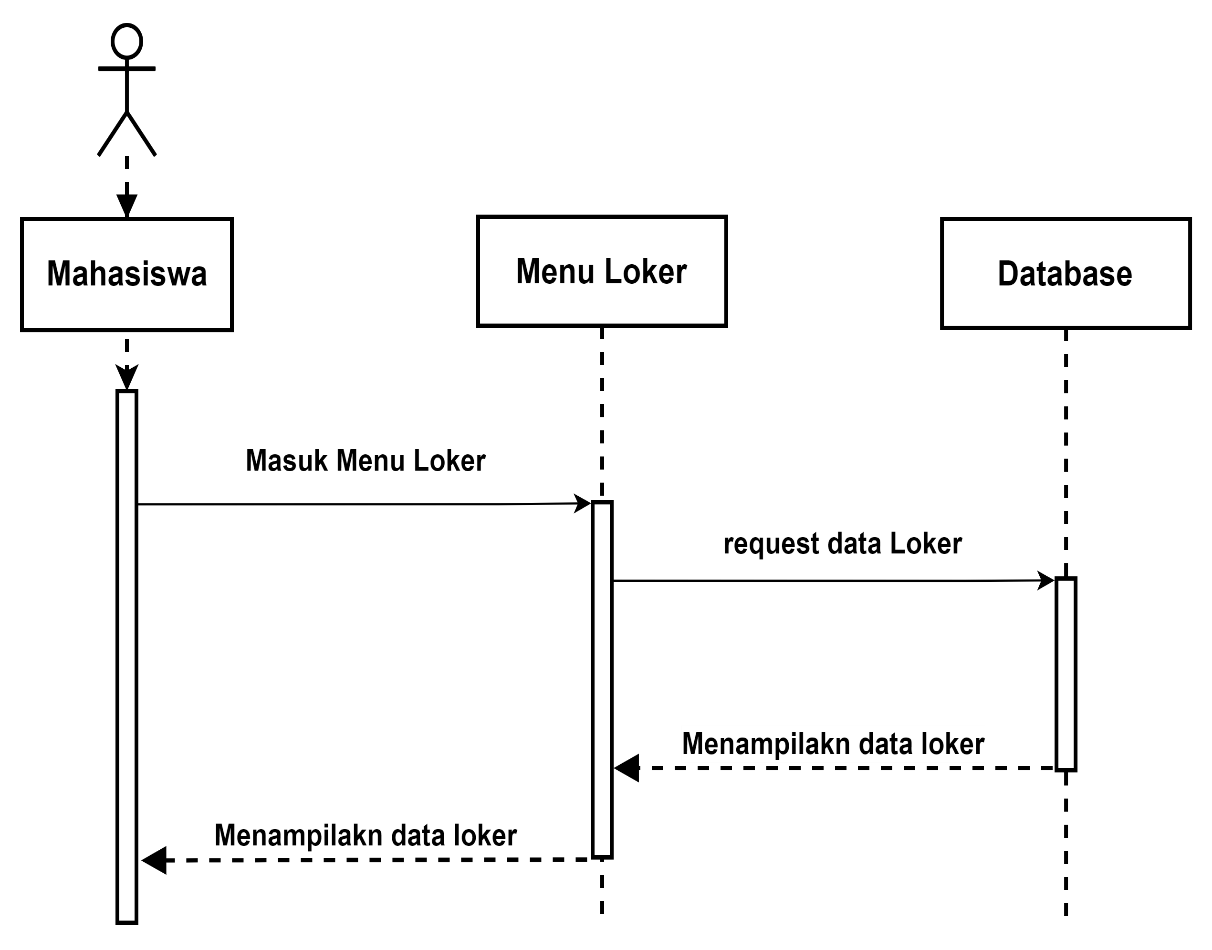 Mahasiswa
Menu Loker
Database
Masuk Menu Loker
request data Loker
Menampilakn data loker
Menampilakn data loker